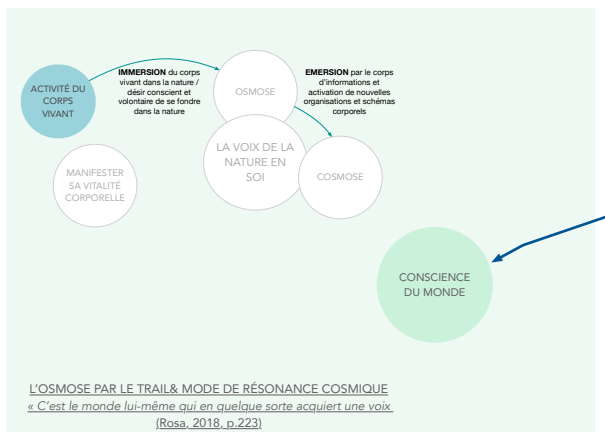 ACTIVITÉ DU
CORPS
VIVANT
IMMERSION du corps
vivant dans la nature /
désir conscient et
volontaire de se fondre
dans la nature
OSMOSE
EMERSION par le corps
d'informations et
activation de nouvelles
organisations et schémas
corporels
MANIFESTER
SA VITALITÉ
CORPORELLE
LA VOIX DE LA
NATURE EN
SOI
COSMOSE
CONSCIENCE
DU MONDE
L'OSMOSE PAR LE TRAIL& MODE DE RÉSONANCE COSMIQUE
« C'est le monde lui-même qui en quelque sorte acquiert une voix
(Rosa, 2018, p.223)